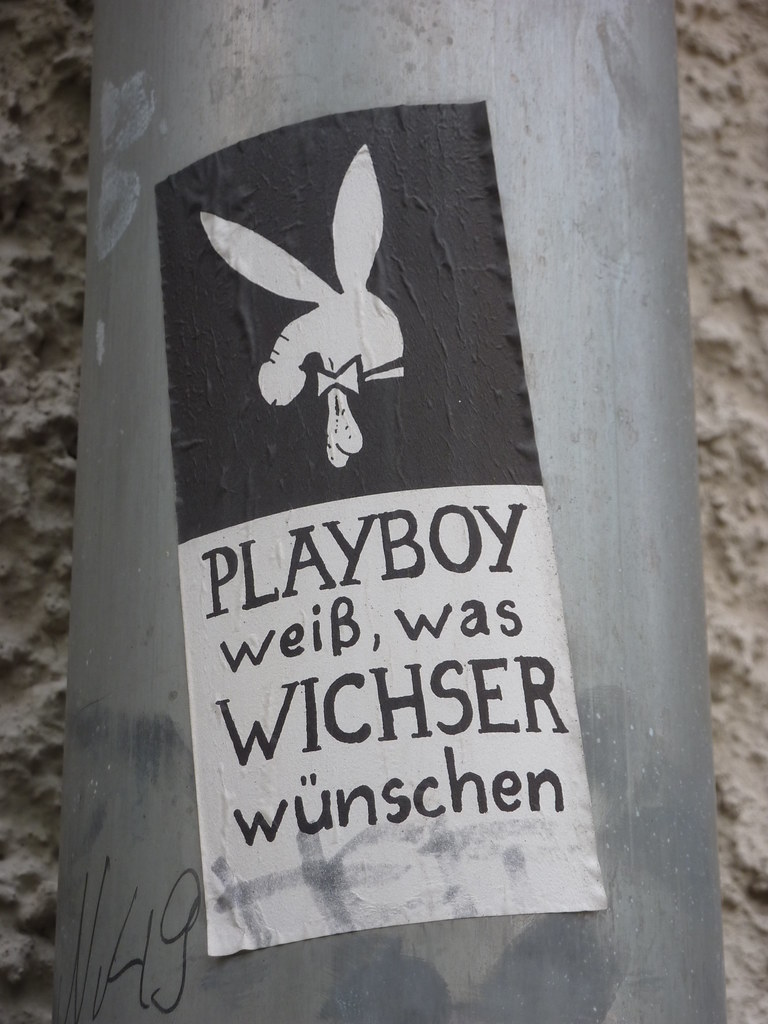 PLAYBOY
weiß, was
WICHSER
wünschen